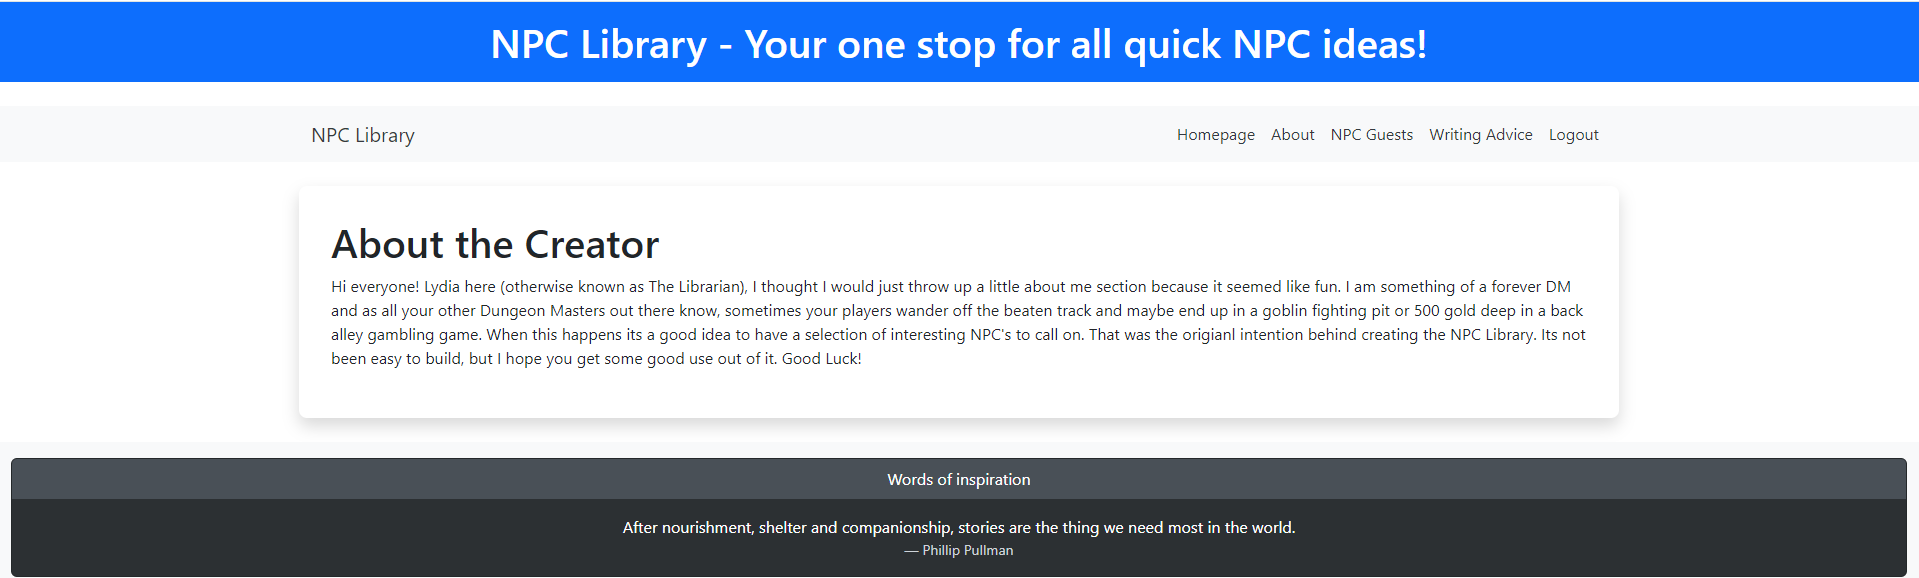 NPC Library - Your one stop for all quick NPC ideas!
NPC Library
Homepage About NPC Guests Writing Advice Logout
About the Creator
Hi everyone! Lydia here (otherwise known as The Librarian), I thought I would just throw up a little about me section because it seemed like fun. I am something of a forever DM
and as all your other Dungeon Masters out there know, sometimes your players wander off the beaten track and maybe end up in a goblin fighting pit or 500 gold deep in a back
alley gambling game. When this happens its a good idea to have a selection of interesting NPC's to call on. That was the origianl intention behind creating the NPC Library. Its not
been easy to build, but I hope you get some good use out of it. Good Luck!
Words of inspiration
After nourishment, shelter and companionship, stories are the thing we need most in the world.
— Phillip Pullman